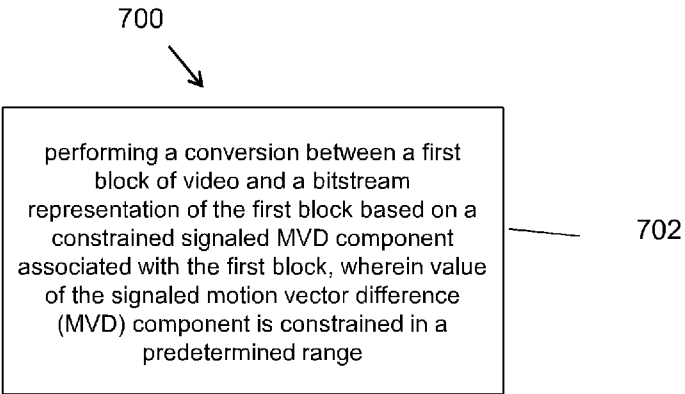 700
performing a conversion between a first
block of video and a bitstream
representation of the first block based on a
constrained signaled MVD component
associated with the first block, wherein value
of the signaled motion vector difference
(MVD) component is constrained in a
predetermined range
702